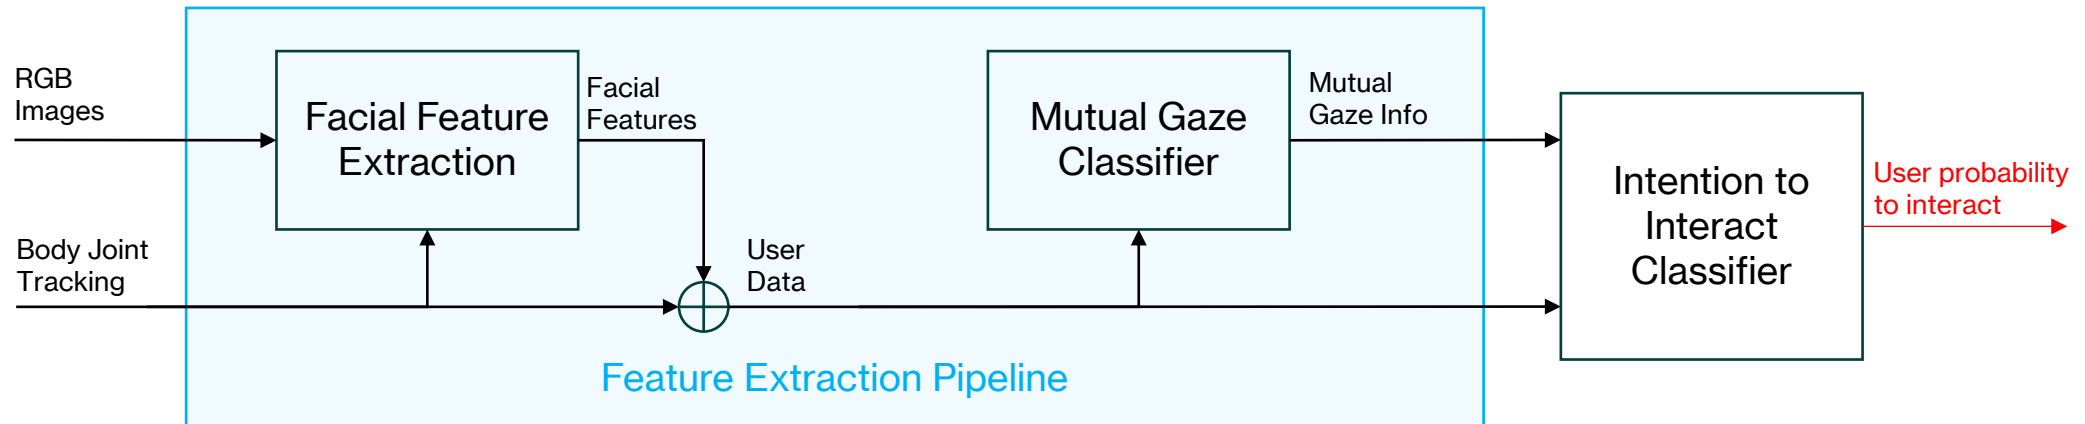 RGB
Images
Facial Feature
Extraction
Facial
Features
Mutual Gaze
Classifier
Mutual
Gaze Info
Intention to
Interact
Classifier
User probability
to interact
Body Joint
Tracking
User
Data
Feature Extraction Pipeline